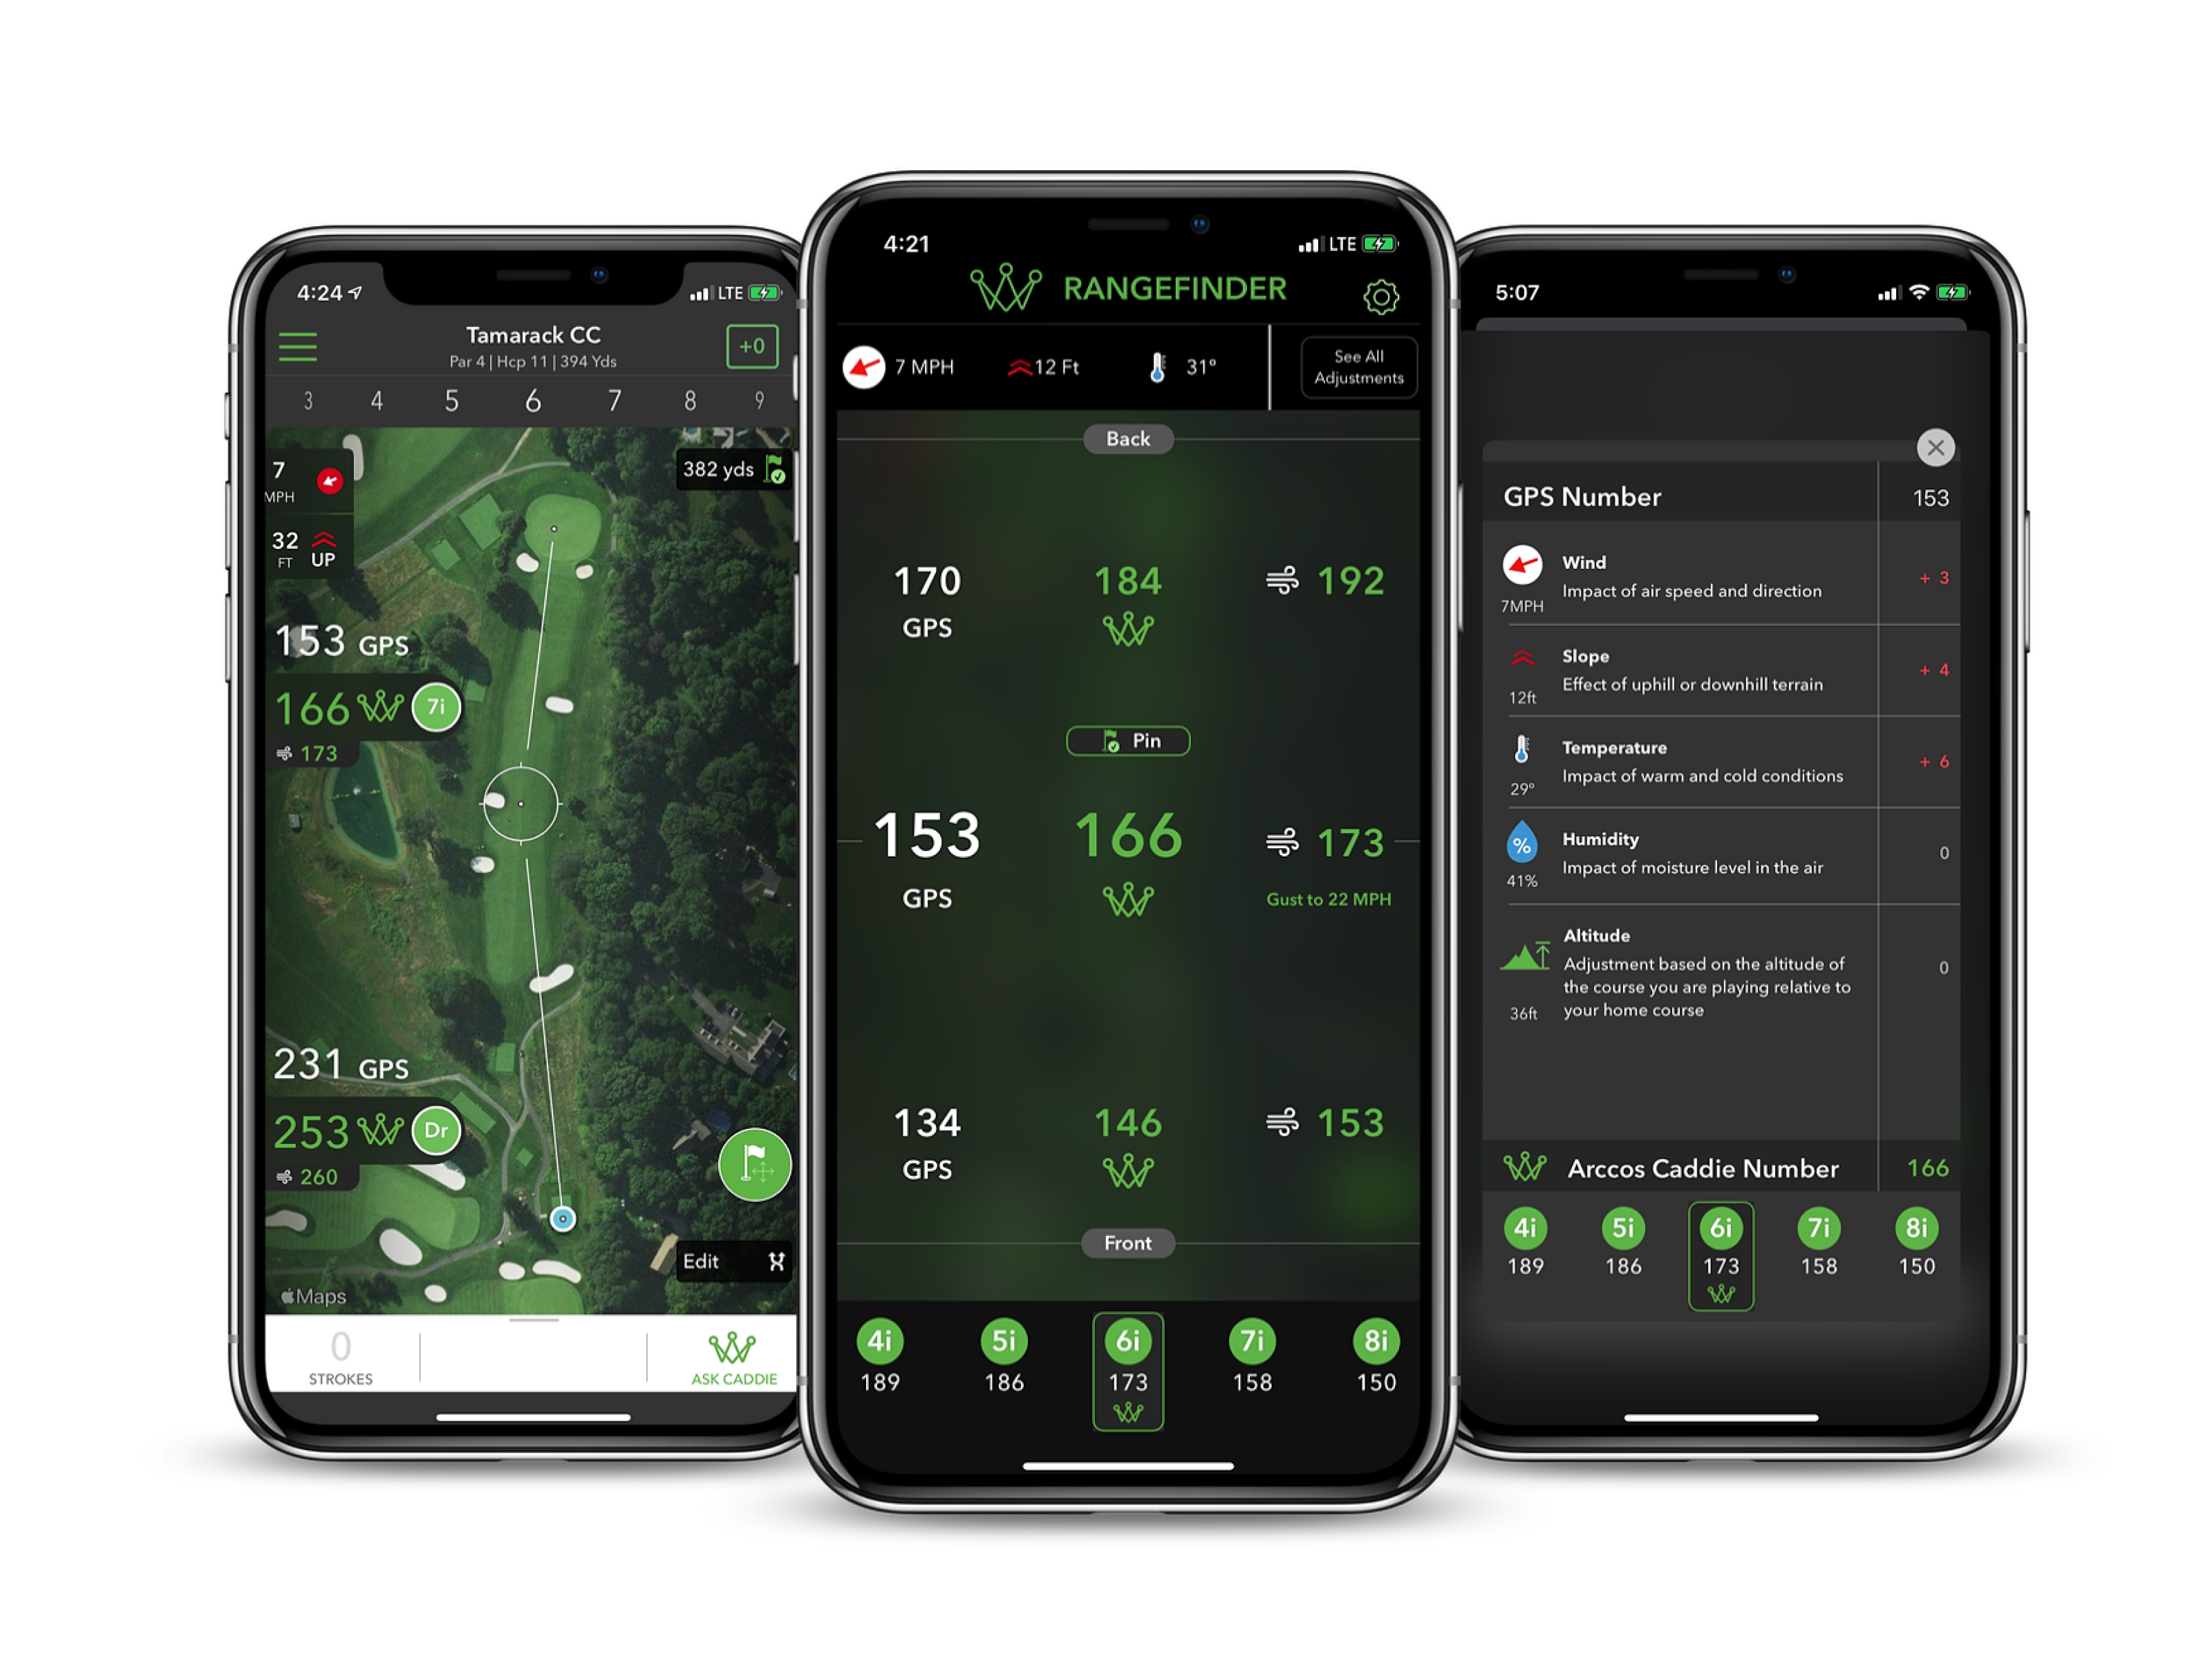 4:24
LTE
Tamarack CC
Par 4 | Hcp 11 | 394 Yds
+0
3 4 5 6 7 8 9
7
MPH
382 yds
32
FT
UP
153 GPS
166 7i
173
231 GPS
253 Dr
260
Edit
Maps
0
STROKES
ASK CADDIE
4:21
LTE
RANGEFINDER
7 MPH
12 Ft
31°
See All
Adjustments
Back
170 184 192
GPS
Pin
153 166 173
GPS
Gust to 22 MPH
134 146 153
GPS
Front
4i 5i 6i 7i 8i
189 186 173 158 150
5:07
GPS Number 153
Wind
Impact of air speed and direction
7MPH
+ 3
Slope
Effect of uphill or downhill terrain
12ft
+ 4
Temperature
Impact of warm and cold conditions
29°
+ 6
%
Humidity
Impact of moisture level in the air
41%
0
Altitude
Adjustment based on the altitude of
the course you are playing relative to
your home course
36ft
0
Arccos Caddie Number 166
4i 5i 6i 7i 8i
189 186 173 158 150